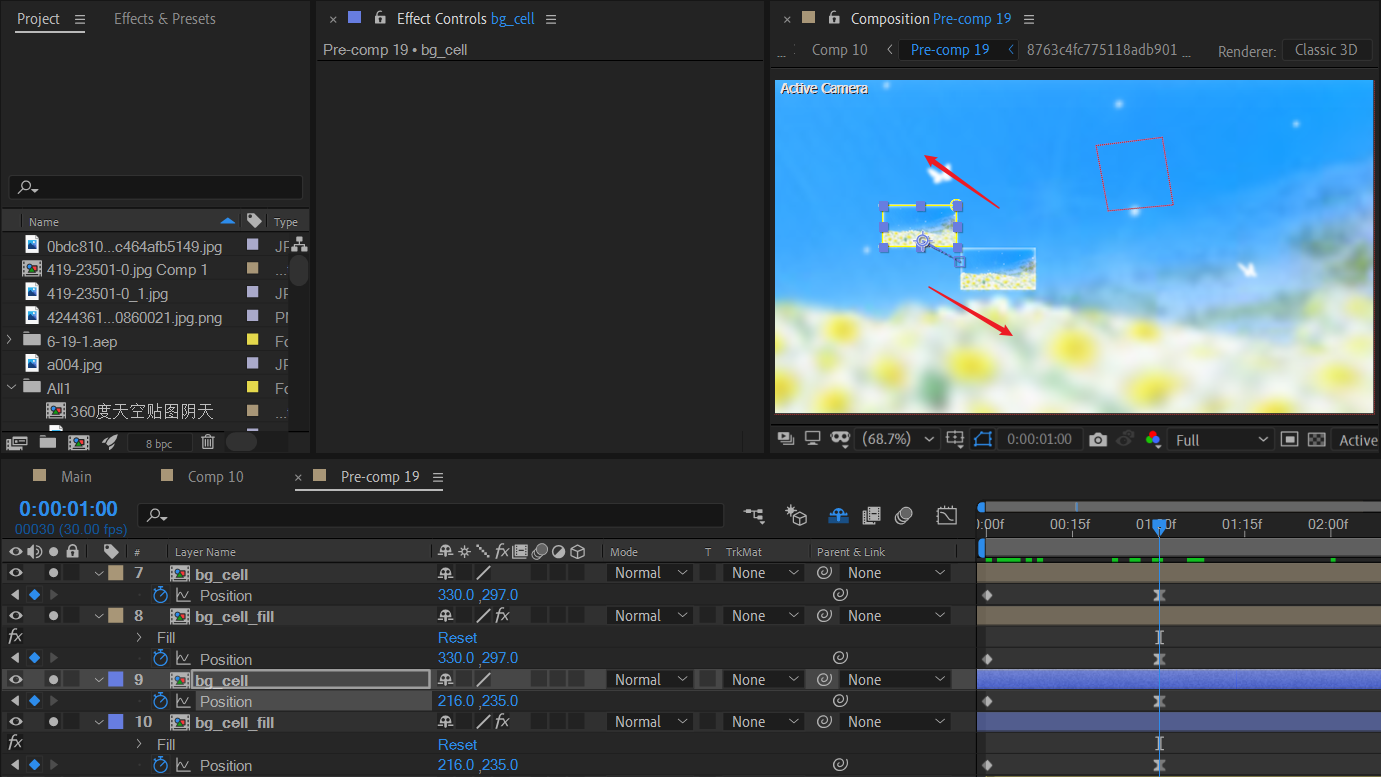 Project
Effects & Presets
Effect Controls bg_cell
Composition Pre-comp 19
Pre-comp 19 • bg_cell
... Comp 10
Pre-comp 19
8763c4fc775118adb901 ...
Renderer:
Classic 3D
Active Camera
Name
Type
0bdc810...c464afb5149.jpg
JF
419-23501-0.jpg Comp 1
...
419-23501-0_1.jpg
JF
4244361...0860021.jpg.png
PN
6-19-1.aep
Fo
a004.jpg
JF
All1
Fo
360度天空贴图阴天
...
8 bpc
(68.7%)
0:00:01:00
Full
Active
Main
Comp 10
Pre-comp 19
0:00:01:00
00030 (30.00 fps)
:00f
00:15f
01:00f
01:15f
02:00f
#
Layer Name
fx
Mode
T
TrkMat
Parent & Link
7
bg_cell
Normal
None
None
Position
330.0 ,297.0
8
bg_cell_fill
fx
Normal
None
None
fx
Fill
Reset
Position
330.0 ,297.0
9
bg_cell
Normal
None
None
Position
216.0 ,235.0
10
bg_cell_fill
fx
Normal
None
None
fx
Fill
Reset
Position
216.0 ,235.0